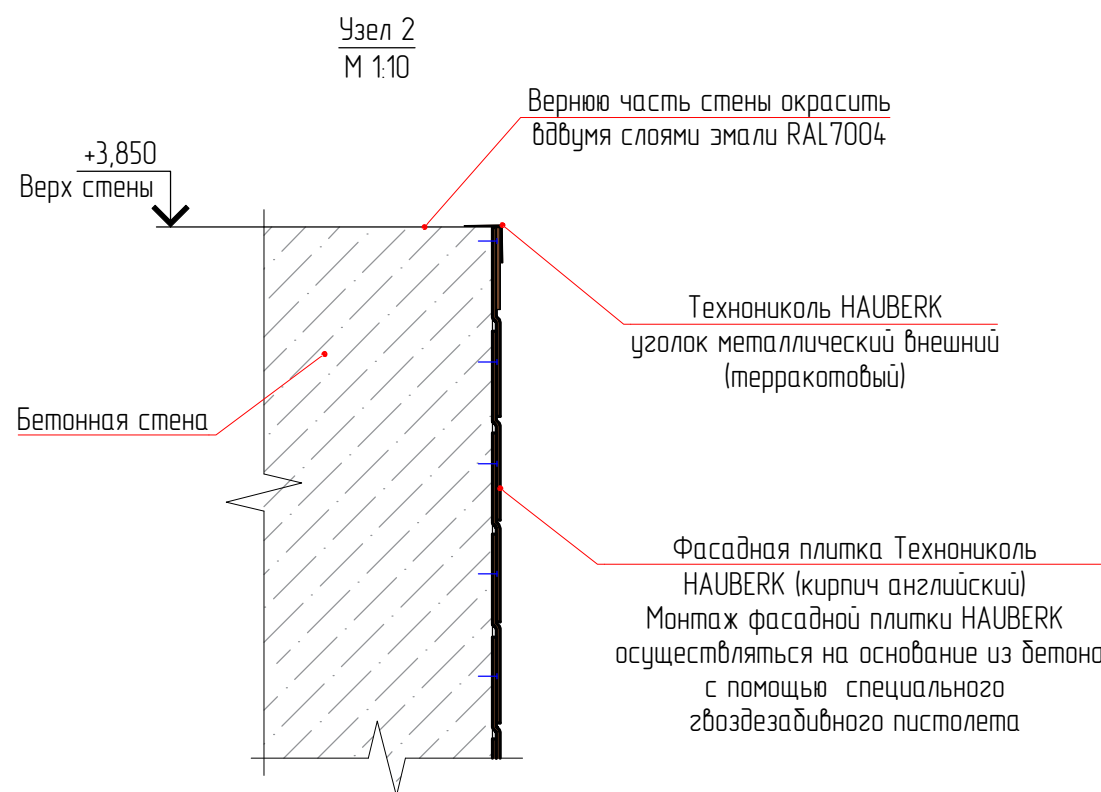 Узел 2
М 1:10
Вернюю часть стены окрасить
вдвумя слоями эмали RAL7004
+3,850
Верх стены
Технониколь HAUBERK
уголок металлический внешний
(терракотовый)
Бетонная стена
Фасадная плитка Технониколь
HAUBERK (кирпич английский)
Монтаж фасадной плитки HAUBERK
осуществляться на основание из бетона
с помощью специального
гвоздезабивного пистолета